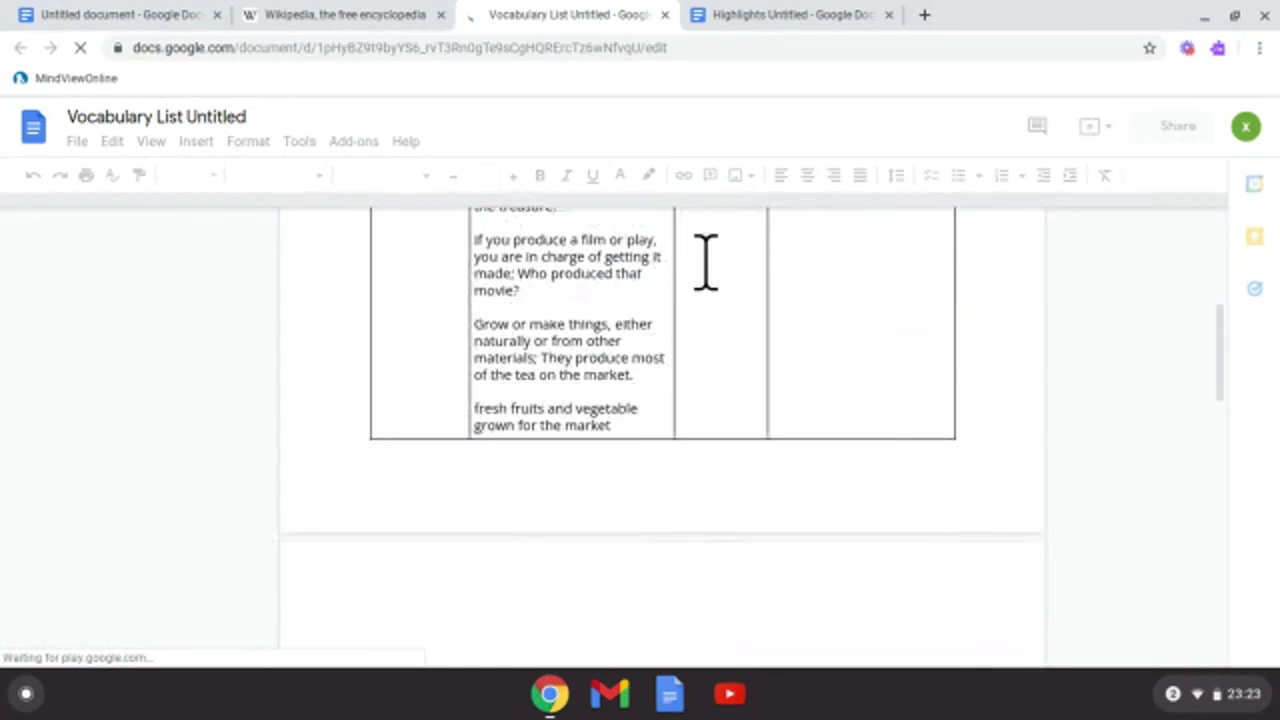 Untitled document - Google Doc
Wikipedia, the free encyclopedia
Vocabulary List Untitled - Googl
Highlights Untitled - Google Doc
MindViewOnline
Vocabulary List Untitled
File Edit View Insert Format Tools Add-ons Help
Share
X
If you produce a film or play,
you are in charge of getting it
made; Who produced that
movie?
Grow or make things, either
naturally or from other
materials; They produce most
of the tea on the market.
fresh fruits and vegetable
grown for the market
Waiting for play.google.com...
2
23:23